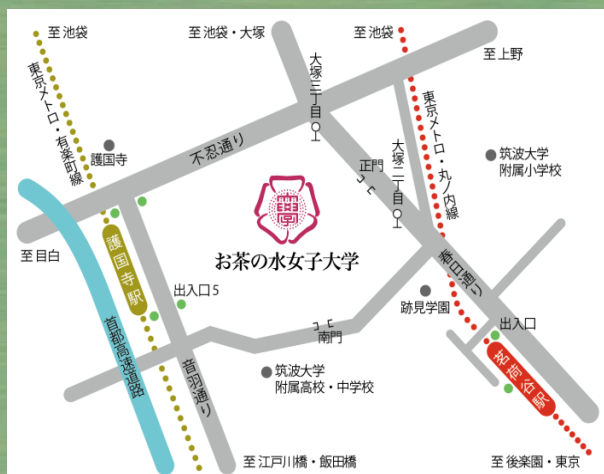 至池袋
至池袋・大塚
至池袋
至上野
東京メトロ・有楽町線
大塚三丁目
東京メトロ・丸ノ内線
護国寺
不忍通り
正門
大塚二丁目
筑波大学
附属小学校
至目白
護国寺駅
お茶の水女子大学
春日通り
出入口5
跡見学園
首都高速道路
南門
出入口
音羽通り
筑波大学
附属高校・中学校
茗荷谷駅
至江戸川橋・飯田橋
至後楽園・東京